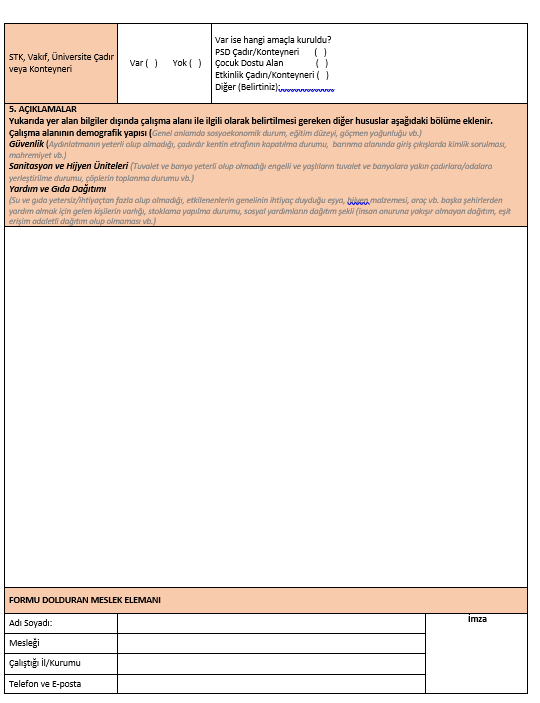 STK, Vakıf, Üniversite Çadır
veya Konteyneri
Var (  )
Yok (  )
Var ise hangi amaçla kuruldu?
PSD Çadır/Konteyneri (  )
Çocuk Dostu Alan (  )
Etkinlik Çadırı/Konteyneri (  )
Diğer (Belirtiniz):
5. AÇIKLAMALAR
Yukarıda yer alan bilgiler dışında çalışma alanı ile ilgili olarak belirtilmesi gereken diğer hususlar aşağıdaki bölüme eklenir.
Çalışma alanının demografik yapısı (Genel anlamda sosyoekonomik durum, eğitim düzeyi, göçmen yoğunluğu vb.)
Güvenlik (Aydınlatmanın yeterli olup olmadığı, çadırdar kentin etrafının kapatılma durumu, barınma alanında giriş çıkışlarda kimlik sorulması,
mahremiyet vb.)
Sanitasyon ve Hijyen Üniteleri (Tuvalet ve banyo yeterli olup olmadığı engelli ve yaşlıların tuvalet ve banyolara yakın çadırlara/odalara
yerleştirilme durumu, çöplerin toplanma durumu vb.)
Yardım ve Gıda Dağıtımı
(Su ve gıda yetersiz/ihtiyaçtan fazla olup olmadığı, etkilenenlerin genelinin ihtiyaç duyduğu eşya, hijyen malzemesi, araç vb. başka şehirlerden
yardım almak için gelen kişilerin varlığı, stoklama yapılma durumu, sosyal yardımların dağıtım şekli (insan onuruna yakışır olmayan dağıtım, eşit
erişim adaletli dağıtım olup olmaması vb.)
FORMU DOLDURAN MESLEK ELEMANI
Adı Soyadı:
İmza
Mesleği
Çalıştığı İl/Kurumu
Telefon ve E-posta